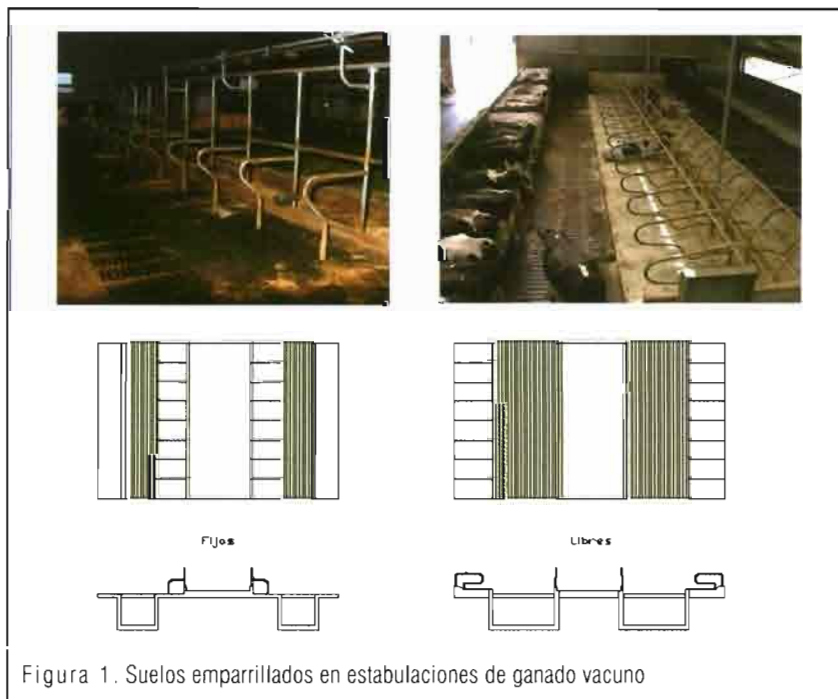 Fijos
Libres
Figura 1. Suelos emparrillados en estabulaciones de ganado vacuno